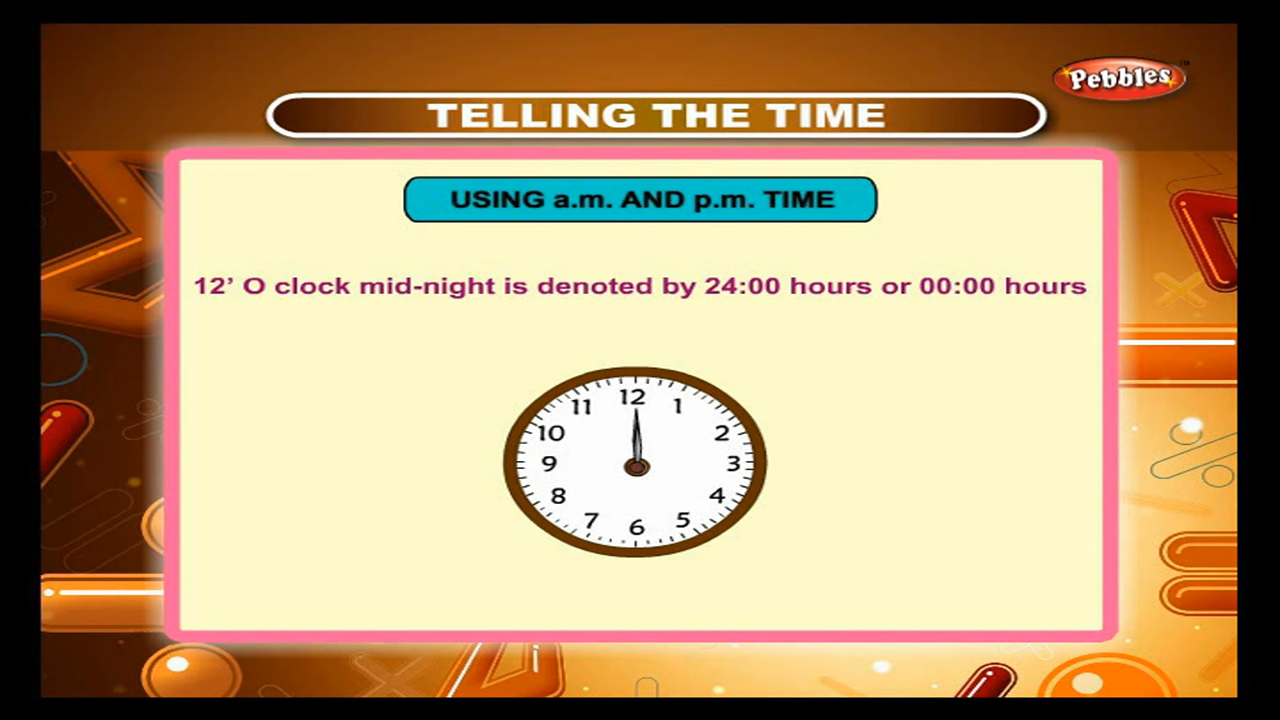 Pebbles™
TELLING THE TIME
USING a.m. AND p.m. TIME
12’ O clock mid-night is denoted by 24:00 hours or 00:00 hours
12
11 1
10 2
9 3
8 4
7 5
6